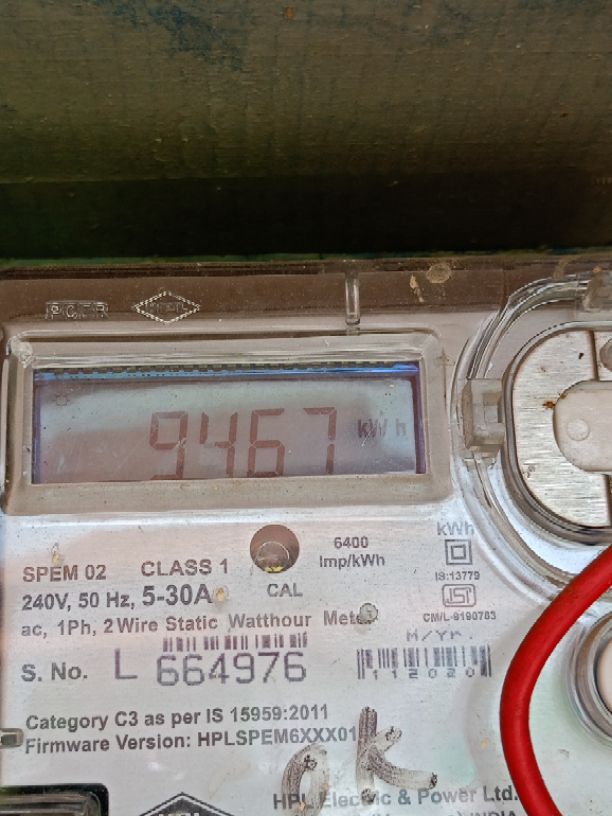 9467 kWh
SPEM 02 CLASS 1
240V, 50 Hz, 5-30A
CAL
6400
Imp/kWh
kWh
IS:13779
CM/L-9190783
ac, 1Ph, 2 Wire Static Watthour Meter
M/YR.
S. No. L 664976
112020
Category C3 as per IS 15959:2011
Firmware Version: HPLSPEM6XXX01
OK
HPL Electric & Power Ltd.
INDIA